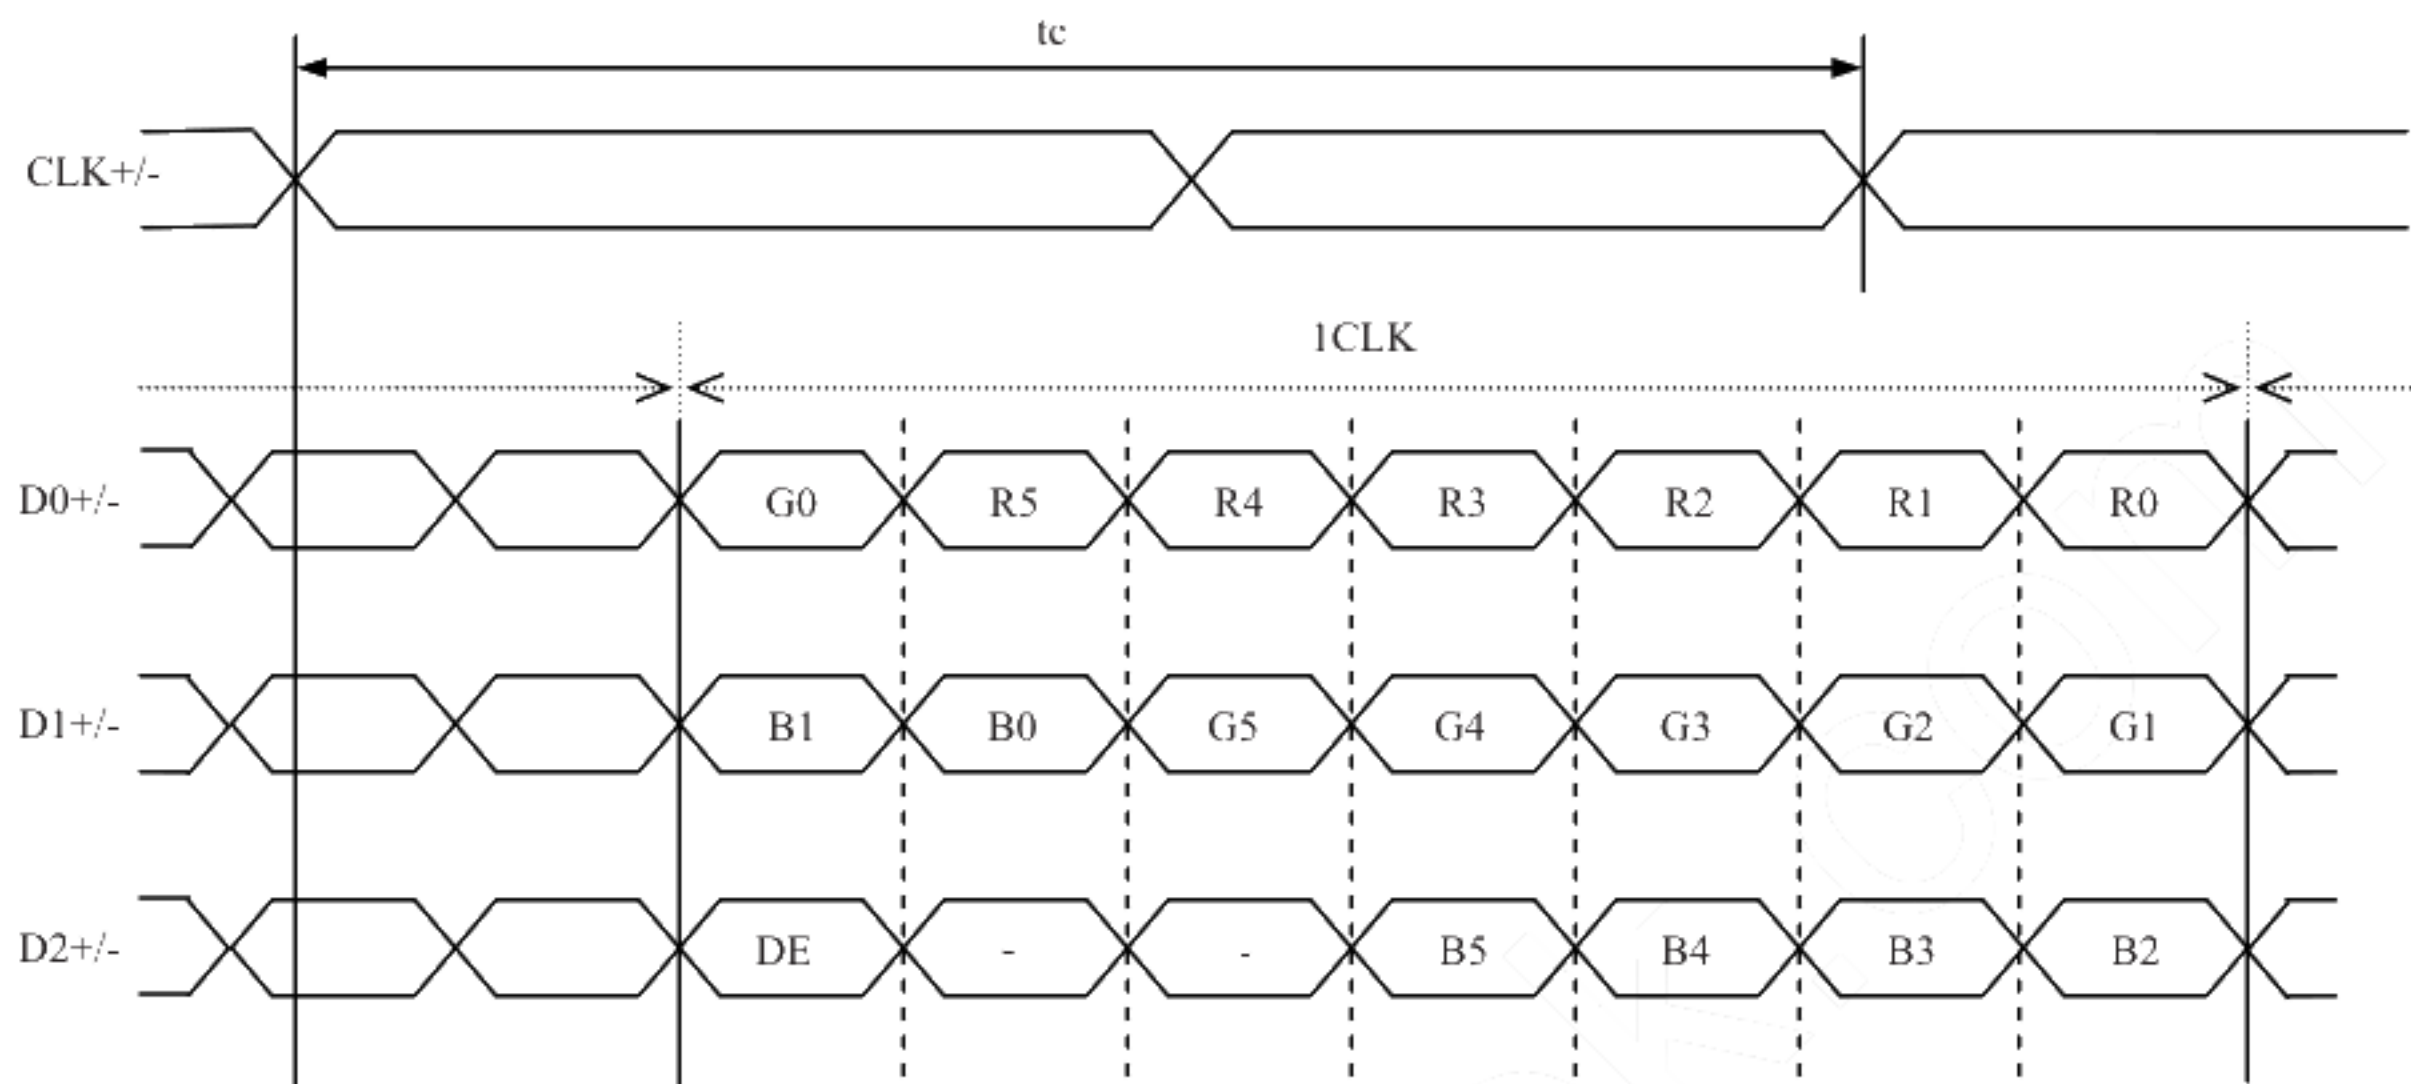 tc
CLK+/-
1CLK
D0+/- G0 R5 R4 R3 R2 R1 R0
D1+/- B1 B0 G5 G4 G3 G2 G1
D2+/- DE - - B5 B4 B3 B2